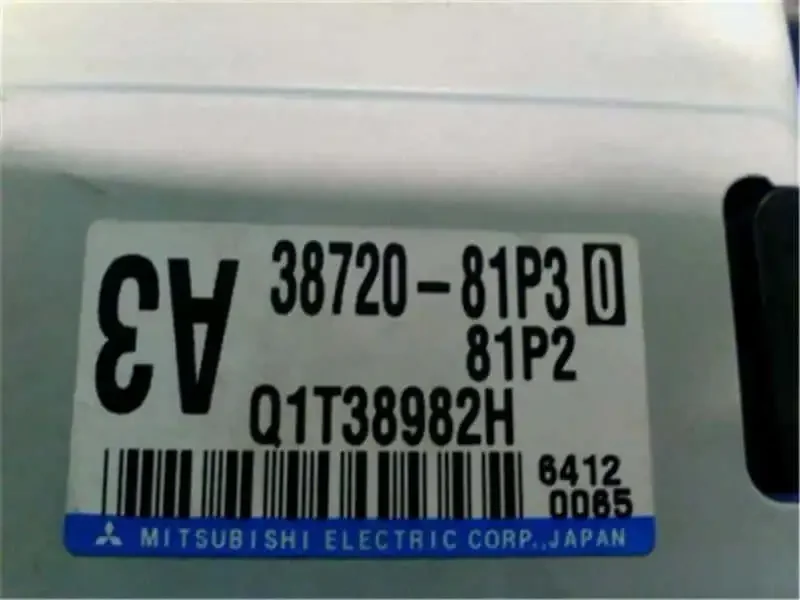 A3
38720-81P3 0
81P2
Q1T38982H
6412
0065
MITSUBISHI ELECTRIC CORP., JAPAN